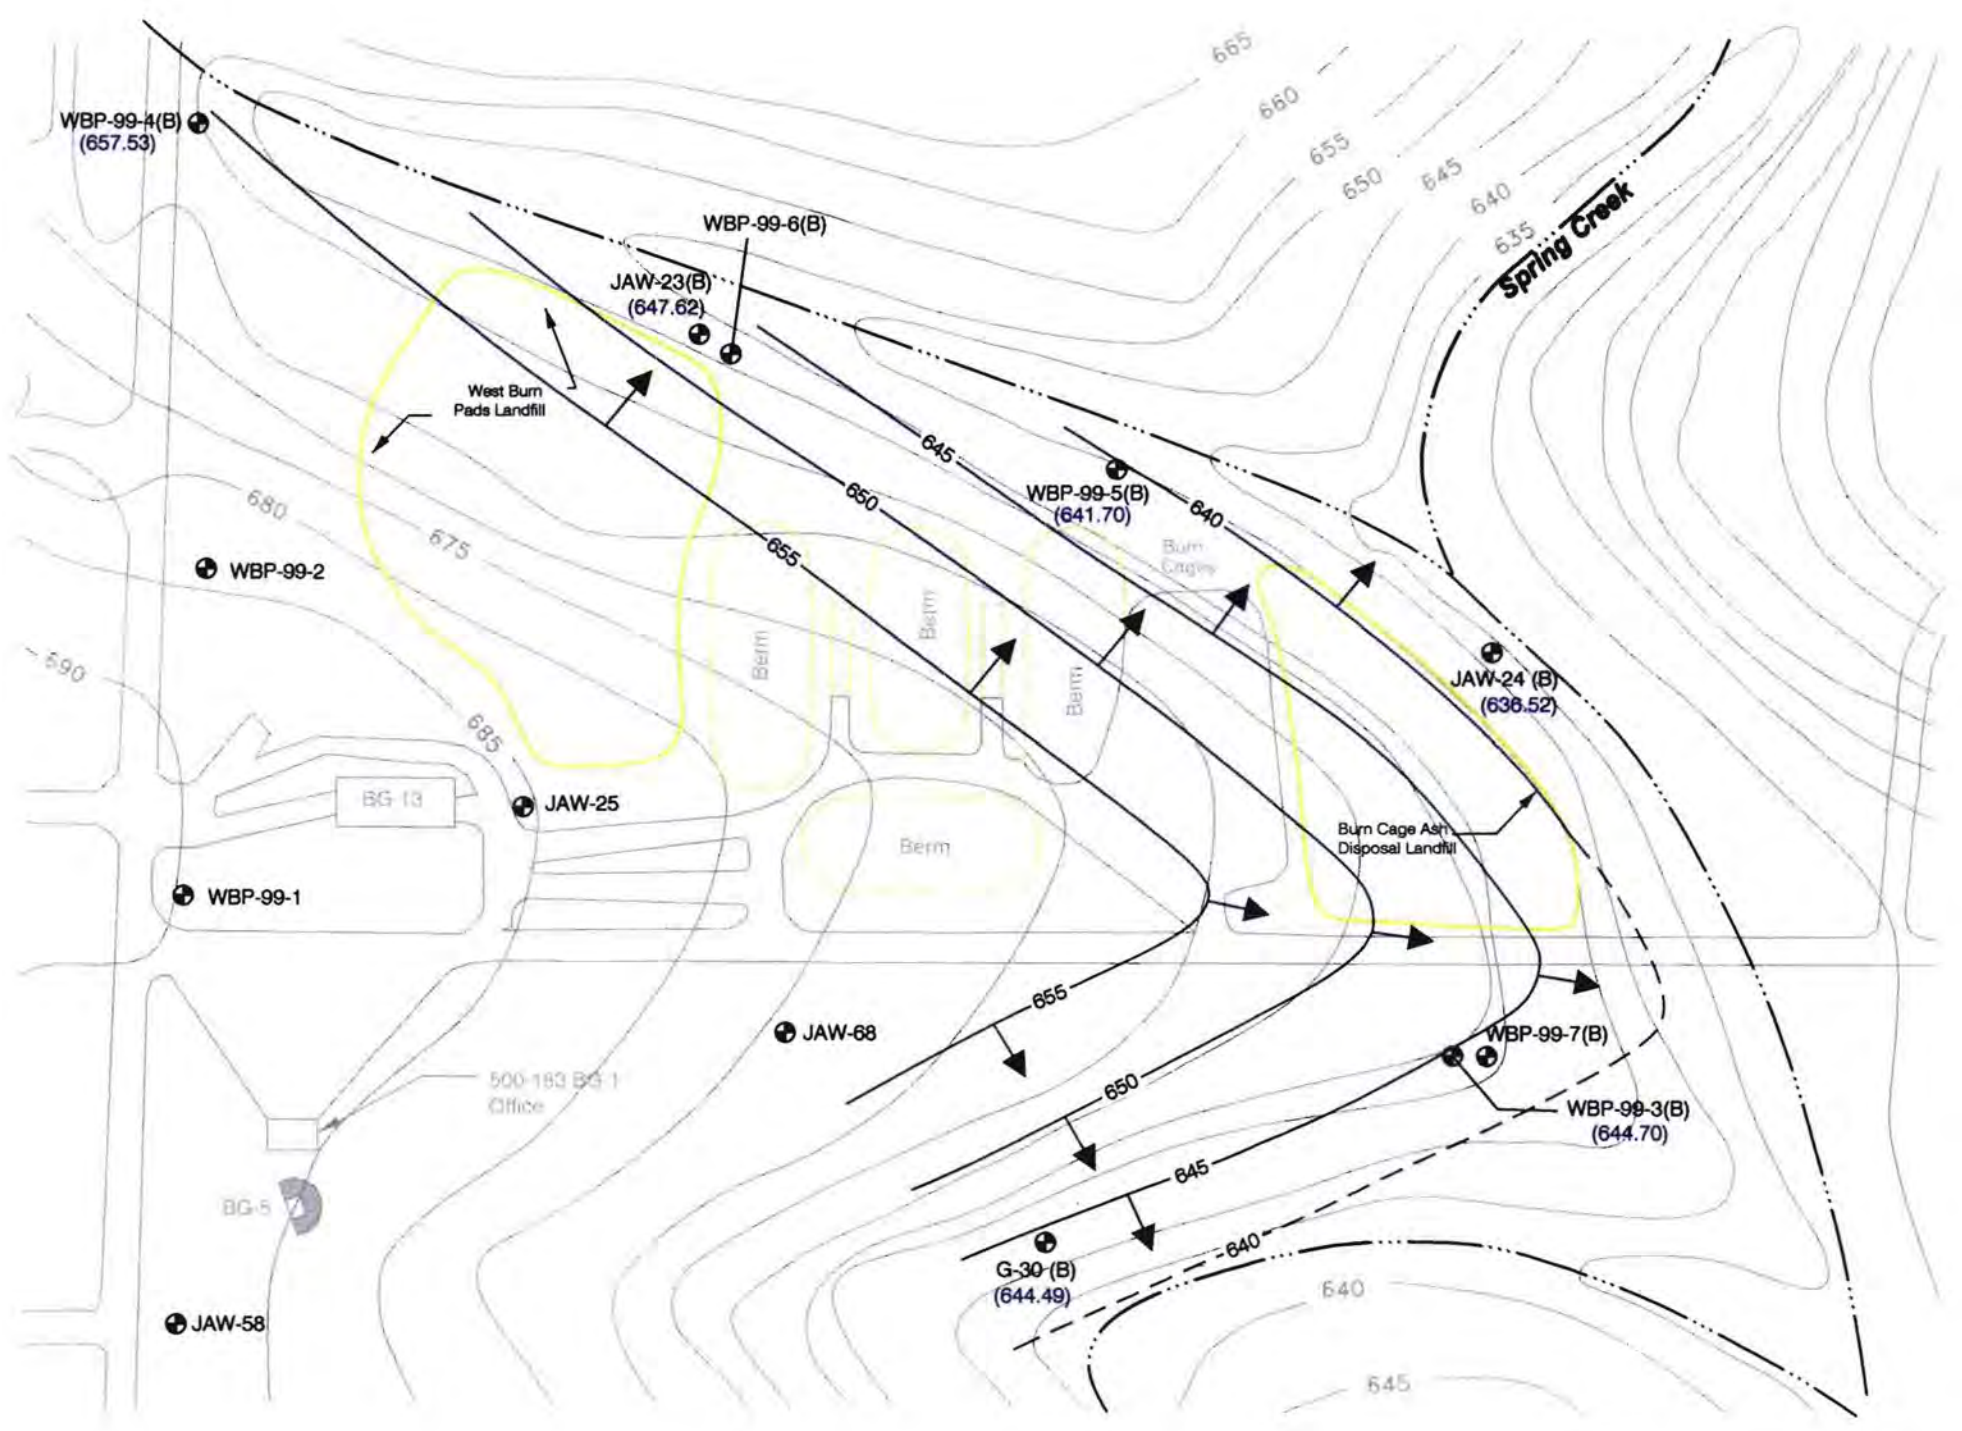 665
660
655
650
645
640
635
Spring Creek
WBP-99-4(B)
(657.53)
WBP-99-6(B)
JAW-23(B)
(647.62)
West Burn
Pads Landfill
645
650
655
WBP-99-5(B)
(641.70)
640
Burn
Cages
680
675
WBP-99-2
690
685
Berm
Berm
Berm
Berm
JAW-24 (B)
(636.52)
BG-13
JAW-25
Burn Cage Ash
Disposal Landfill
WBP-99-1
655
JAW-68
WBP-99-7(B)
500-183 BG-1
Office
650
WBP-99-3(B)
(644.70)
645
BG-5
640
G-30 (B)
(644.49)
640
JAW-58
645